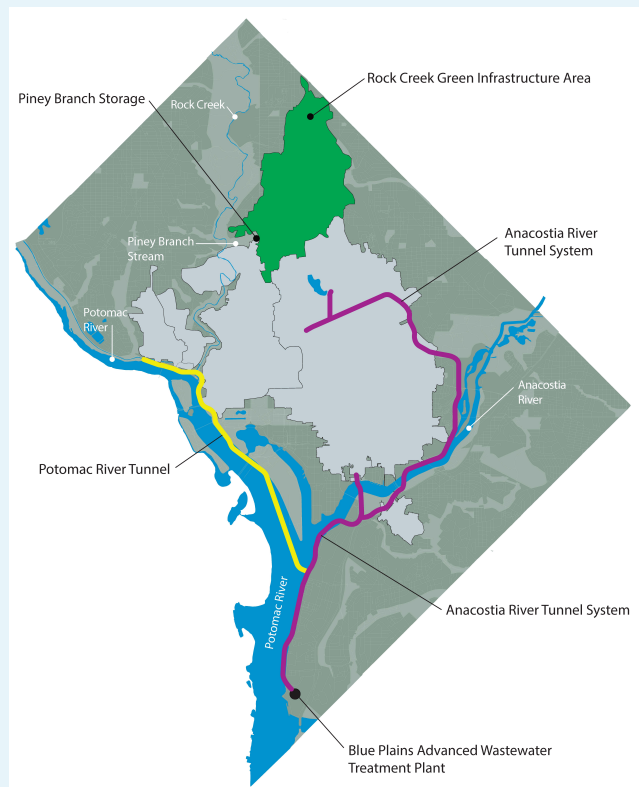 Rock Creek Green Infrastructure Area
Piney Branch Storage
Rock Creek
Anacostia River
Tunnel System
Piney Branch
Stream
Potomac
River
Anacostia
River
Potomac River Tunnel
Potomac River
Anacostia River Tunnel System
Blue Plains Advanced Wastewater
Treatment Plant